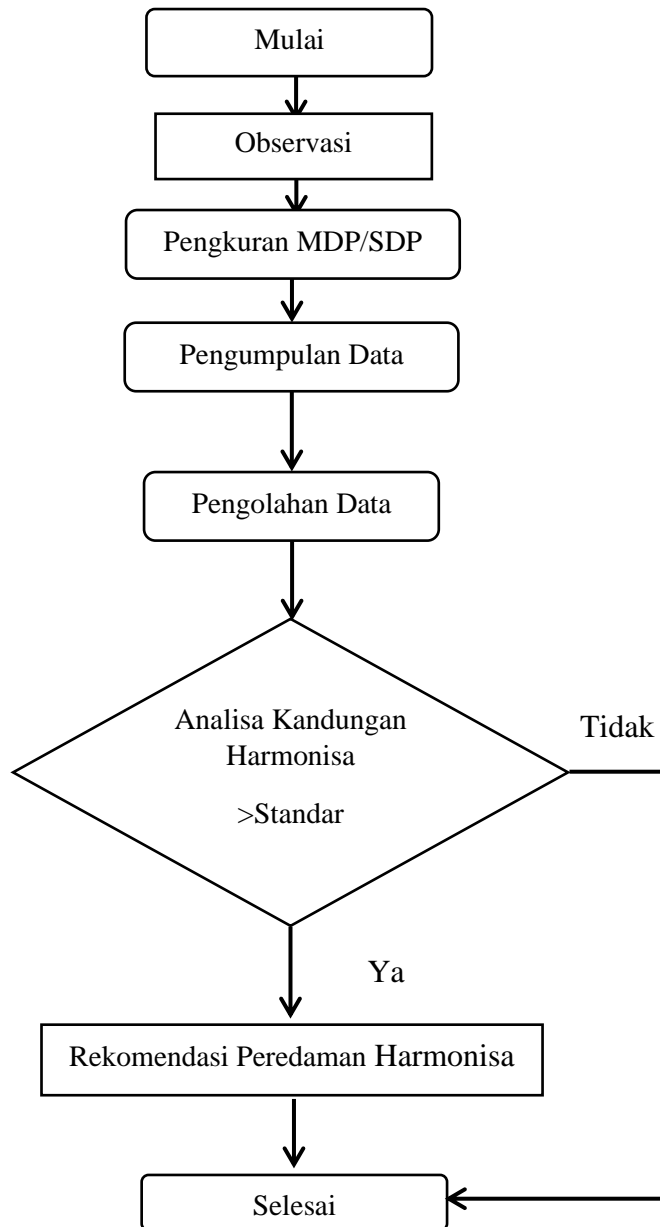 Mulai
Observasi
Pengkuran MDP/SDP
Pengumpulan Data
Pengolahan Data
Analisa Kandungan
Harmonisa
>Standar
Tidak
Ya
Rekomendasi Peredaman Harmonisa
Selesai